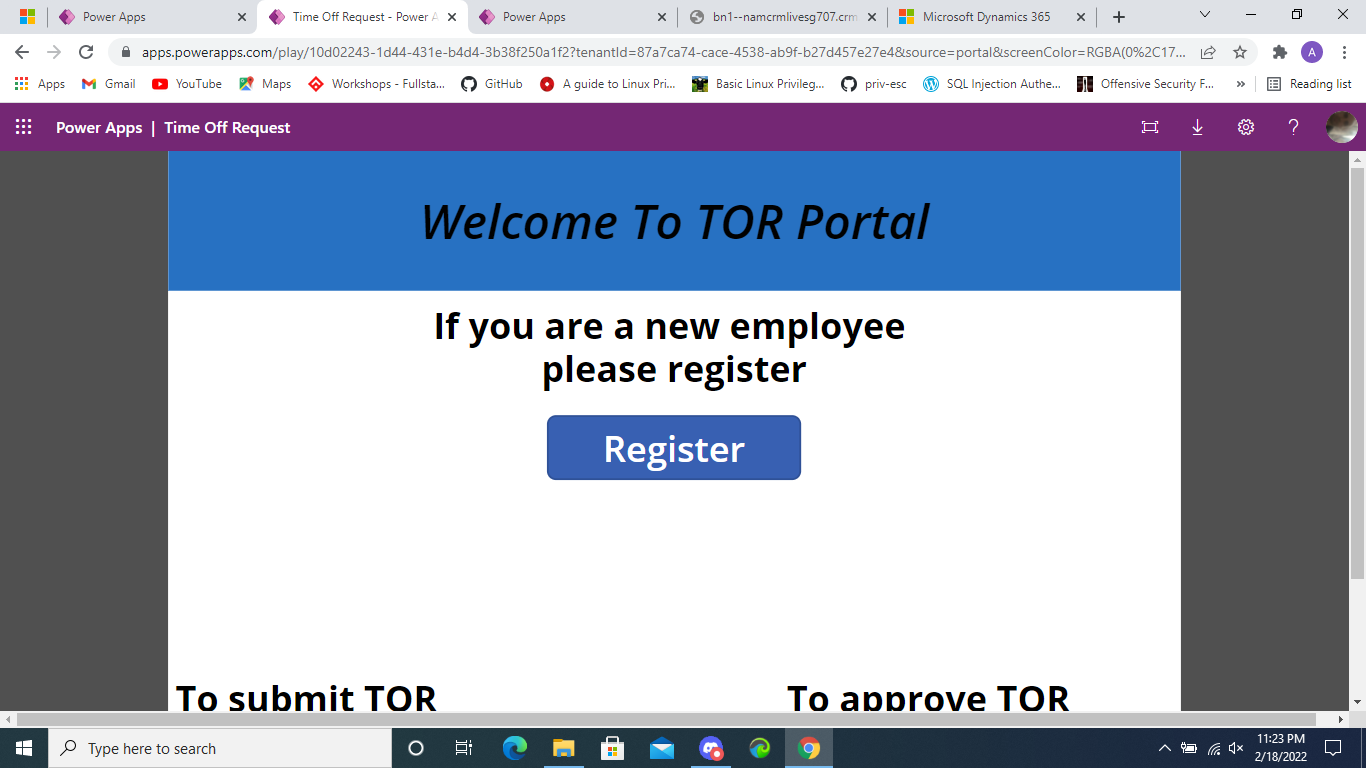 Power Apps
Time Off Request - Power A
Power Apps
bn1--namcrmlivesg707.crm.
Microsoft Dynamics 365
apps.powerapps.com/play/10d02243-1d44-431e-b4d4-3b38f250a1f2?tenantId=87a7ca74-cace-4538-ab9f-b27d457e27e4&source=portal&screenColor=RGBA(0%2C17...
A
Apps
Gmail
YouTube
Maps
Workshops - Fullsta...
GitHub
A guide to Linux Pri...
Basic Linux Privileg...
priv-esc
SQL Injection Authe...
Offensive Security F...
»
Reading list
Power Apps | Time Off Request
?
Welcome To TOR Portal
If you are a new employee
please register
Register
To submit TOR
To approve TOR
Type here to search
11:23 PM
2/18/2022